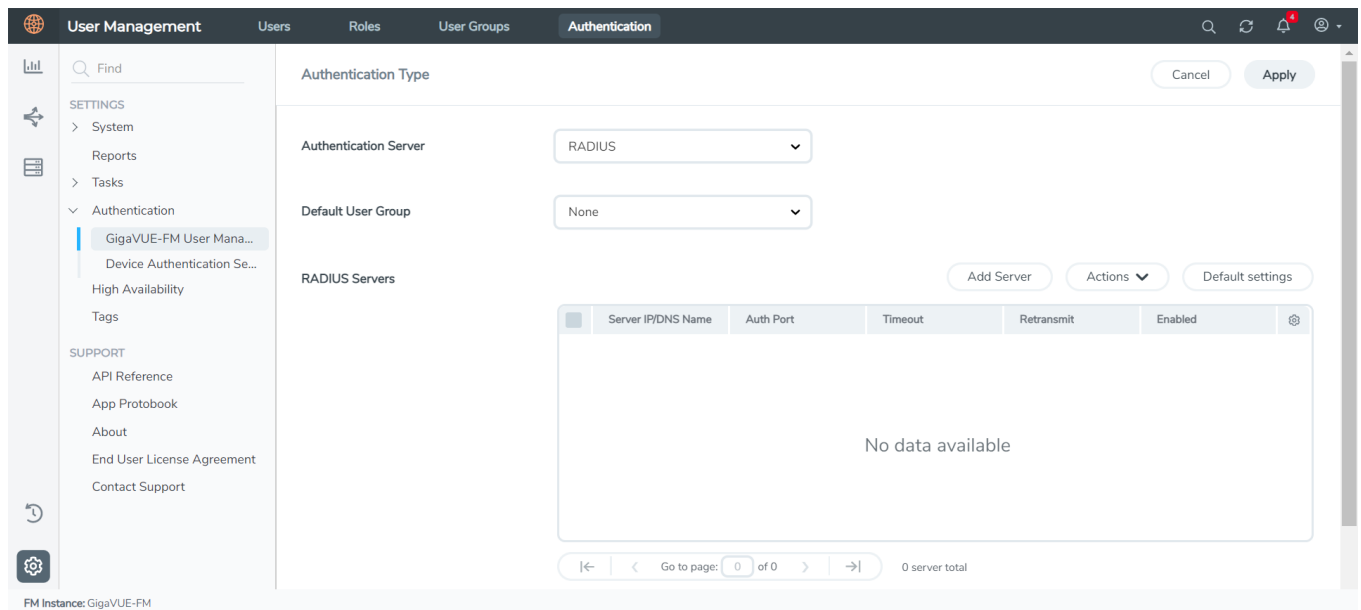 User Management
Users
Roles
User Groups
Authentication
4
Find
SETTINGS
System
Reports
Tasks
Authentication
GigaVUE-FM User Mana...
Device Authentication Se...
High Availability
Tags
SUPPORT
API Reference
App Protobook
About
End User License Agreement
Contact Support
Authentication Type
Cancel
Apply
Authentication Server
RADIUS
Default User Group
None
RADIUS Servers
Add Server
Actions
Default settings
Server IP/DNS Name
Auth Port
Timeout
Retransmit
Enabled
No data available
Go to page: 0 of 0
0 server total
FM Instance: GigaVUE-FM